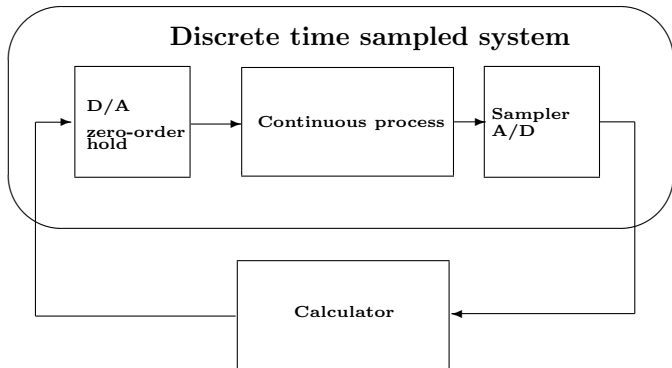 Discrete time sampled system
D/A
zero-order
hold
Continuous process
Sampler
A/D
Calculator